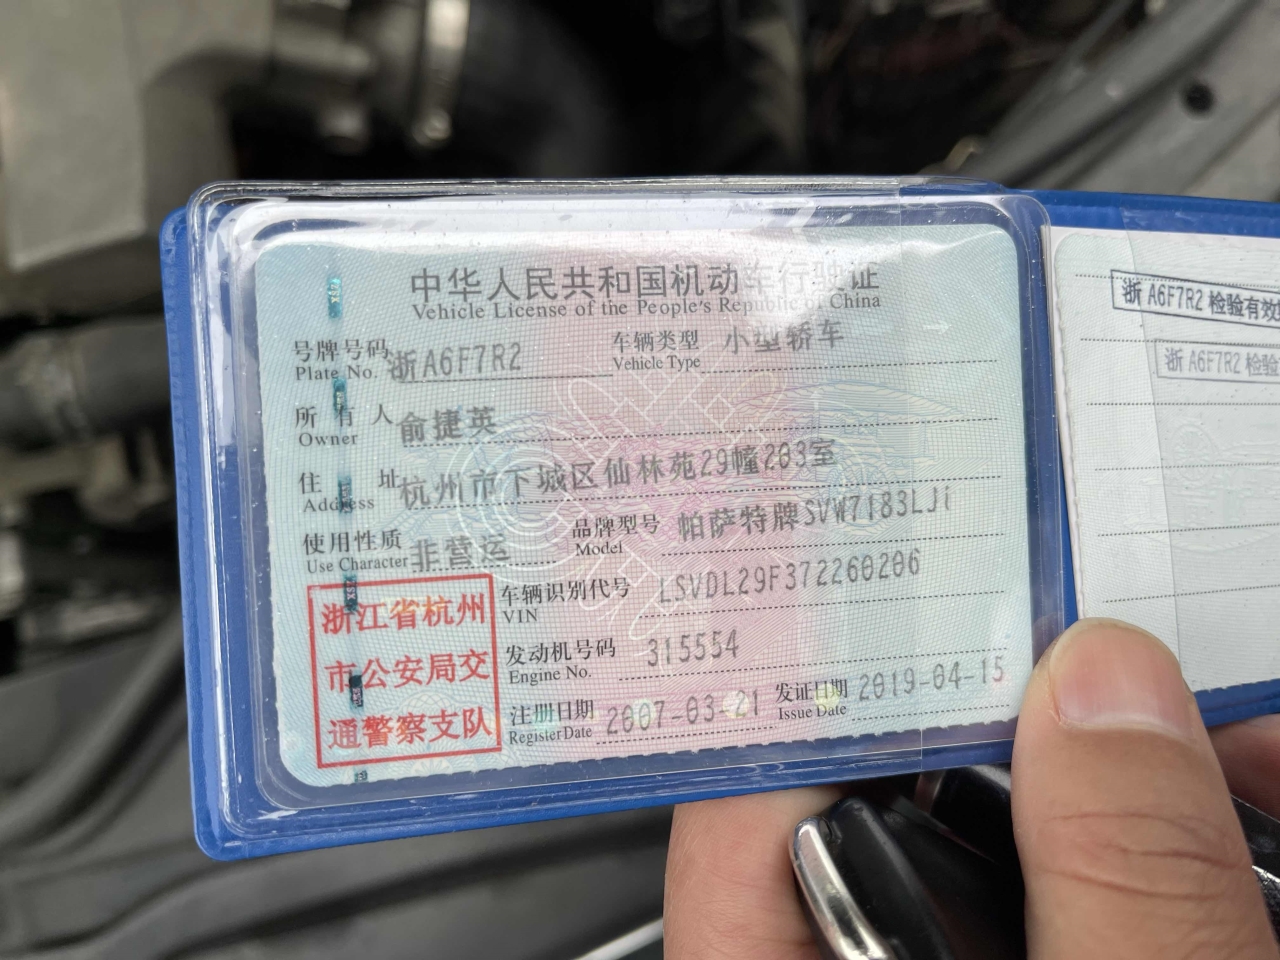 中华人民共和国机动车行驶证
Vehicle License of the People's Republic of China
号牌号码 浙A6F7R2 车辆类型 小型轿车
Plate No. Vehicle Type
所有人 俞捷英
Owner
住址 杭州市下城区仙林苑29幢203室
Address
使用性质 非营运 品牌型号 帕萨特牌SVW7183LJi
Use Character Model
浙江省杭州
市公安局交
通警察支队
车辆识别代号 LSVDL29F372260206
VIN
发动机号码 315554
Engine No.
注册日期 2007-03-21 发证日期 2019-04-15
Register Date Issue Date
浙A6F7R2 检验有效
浙A6F7R2 检验